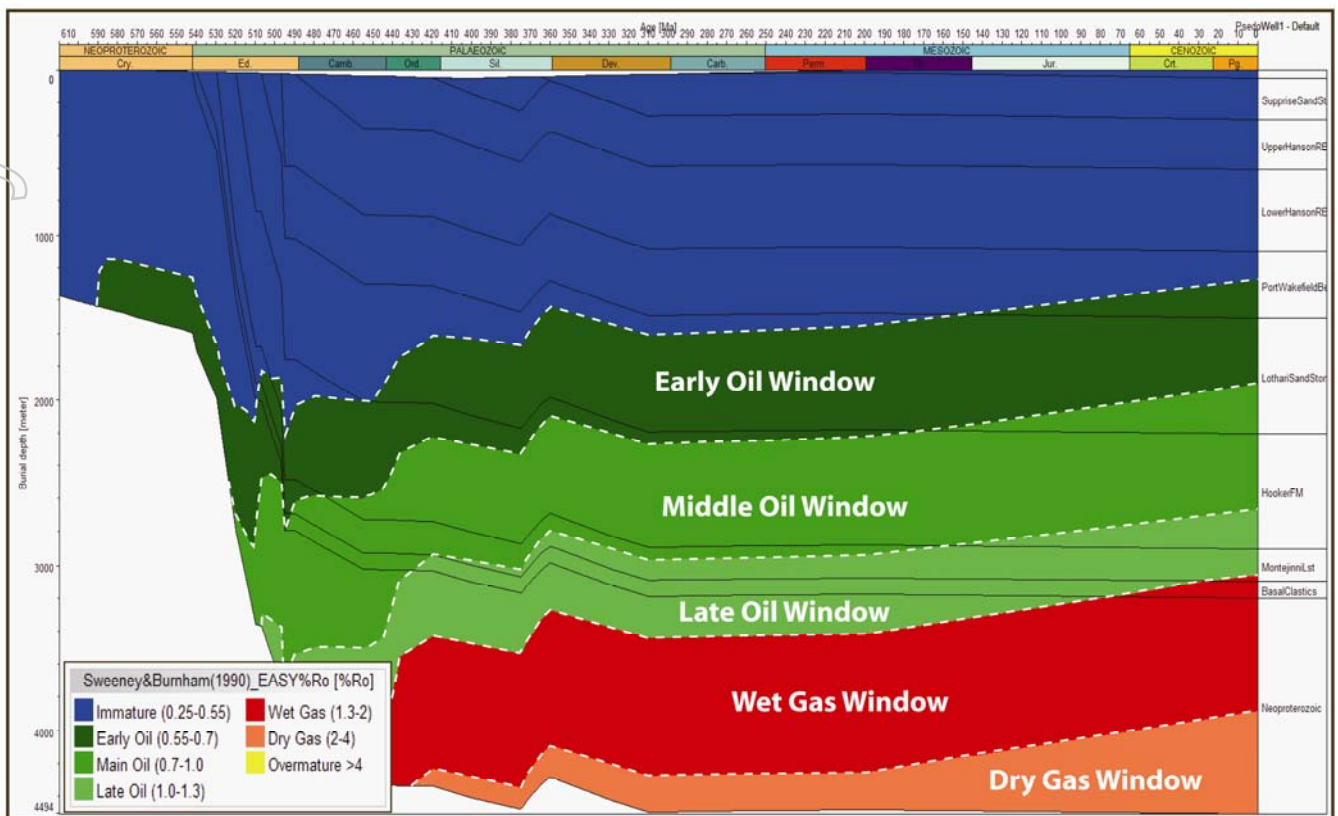 Age [Ma]
PsedoWell1 - Default
610 590 580 570 560 550 540 530 520 510 500 490 480 470 460 450 440 430 420 410 400 390 380 370 360 350 340 330 320 310 300 290 280 270 260 250 240 230 220 210 200 190 180 170 160 150 140 130 120 110 100 90 80 70 60 50 40 30 20 10 0
NEOPROTEROZOIC PALAEOZOIC MESOZOIC CENOZOIC
Cry. Ed. Camb. Ord. Sil. Dev. Carb. Perm. Jur. Crt. Pg.
0
SuppriseSandSt
UpperHansonRE
LowerHansonRE
1000
PortWakefieldBe
LothariSandStor
Early Oil Window
2000
Burial depth [meter]
HookerFM
Middle Oil Window
3000
MontejinniLst
BasalClastics
Late Oil Window
Wet Gas Window
Neoproterozoic
4000
Dry Gas Window
4494
Sweeney&Burnham(1990)_EASY%Ro [%Ro]
Immature (0.25-0.55)
Early Oil (0.55-0.7)
Main Oil (0.7-1.0
Late Oil (1.0-1.3)
Wet Gas (1.3-2)
Dry Gas (2-4)
Overmature >4